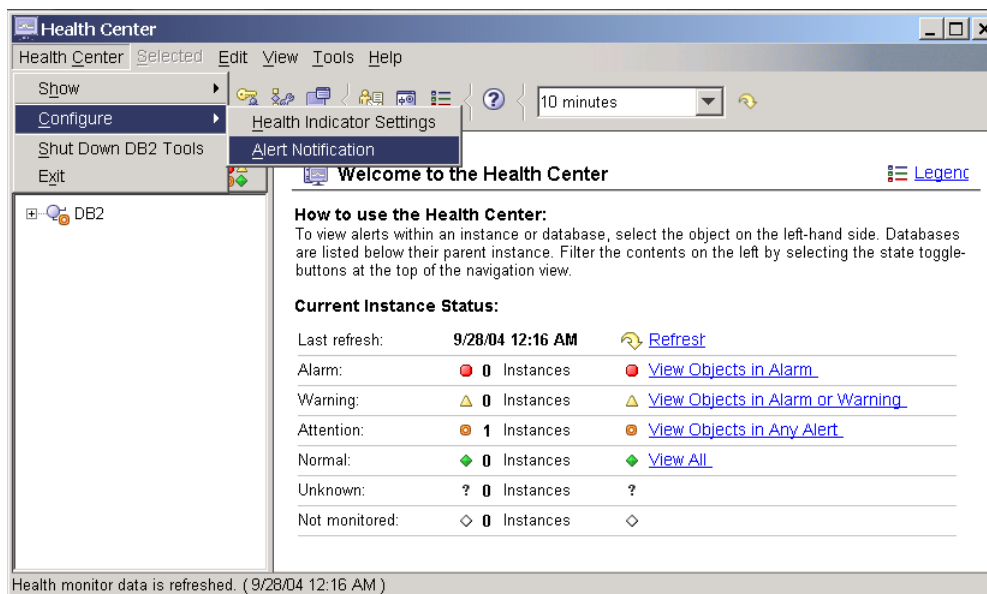 Health Center
Health Center Selected Edit View Tools Help
Show
Configure
Shut Down DB2 Tools
Exit
Health Indicator Settings
Alert Notification
10 minutes
Welcome to the Health Center
Legend
DB2
How to use the Health Center:
To view alerts within an instance or database, select the object on the left-hand side. Databases
are listed below their parent instance. Filter the contents on the left by selecting the state toggle-
buttons at the top of the navigation view.
Current Instance Status:
Last refresh: 9/28/04 12:16 AM Refresh
Alarm: 0 Instances View Objects in Alarm
Warning: 0 Instances View Objects in Alarm or Warning
Attention: 1 Instances View Objects in Any Alert
Normal: 0 Instances View All
Unknown: ? 0 Instances ?
Not monitored: 0 Instances
Health monitor data is refreshed. ( 9/28/04 12:16 AM )